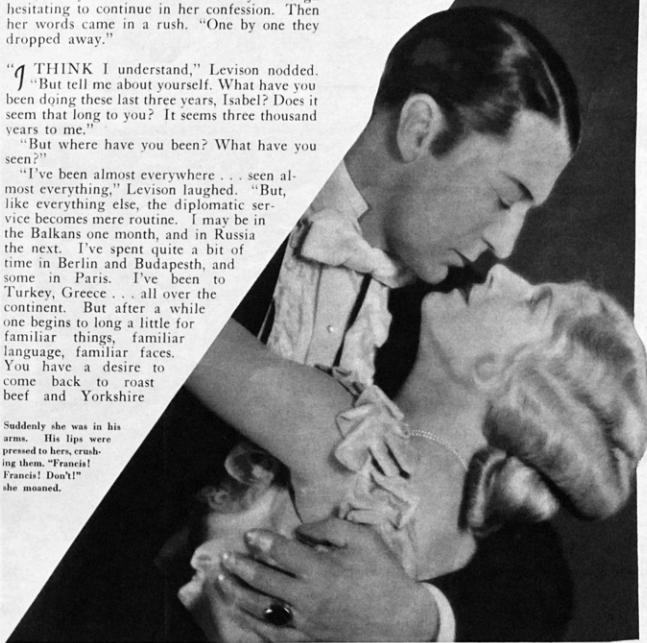 hesitating to continue in her confession. Then
her words came in a rush. “One by one they
dropped away.”
“I THINK I understand,” Levison nodded.
“But tell me about yourself. What have you
been doing these last three years, Isabel? Does it
seem that long to you? It seems three thousand
years to me.”
“But where have you been? What have you
seen?”
“I’ve been almost everywhere . . . seen al-
most everything,” Levison laughed. “But,
like everything else, the diplomatic ser-
vice becomes mere routine. I may be in
the Balkans one month, and in Russia
the next. I’ve spent quite a bit of
time in Berlin and Budapesth, and
some in Paris. I’ve been to
Turkey, Greece . . . all over the
continent. But after a while
one begins to long a little for
familiar things, familiar
language, familiar faces.
You have a desire to
come back to roast
beef and Yorkshire
Suddenly she was in his
arms. His lips were
pressed to hers, crush-
ing them. “Francis!
Francis! Don’t!”
she moaned.